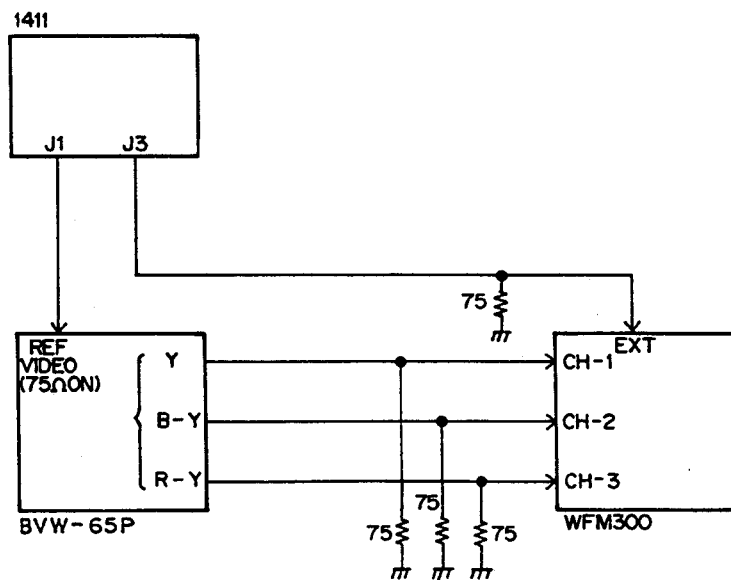 1411
J1 J3
75
REF
VIDEO
(75ΩON)
Y
B-Y
R-Y
EXT
CH-1
CH-2
CH-3
75
75
75
BVW-65P
WFM300